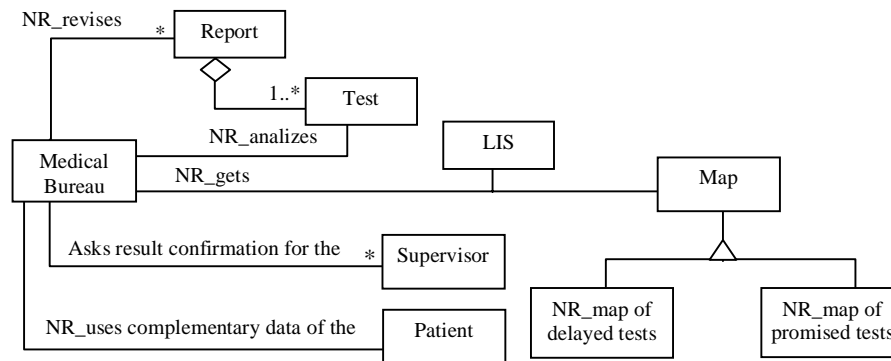 NR_revises
*
Report
1..*
Test
NR_analizes
LIS
Medical
Bureau
NR_gets
Map
Asks result confirmation for the
*
Supervisor
NR_map of
delayed tests
NR_map of
promised tests
NR_uses complementary data of the
Patient